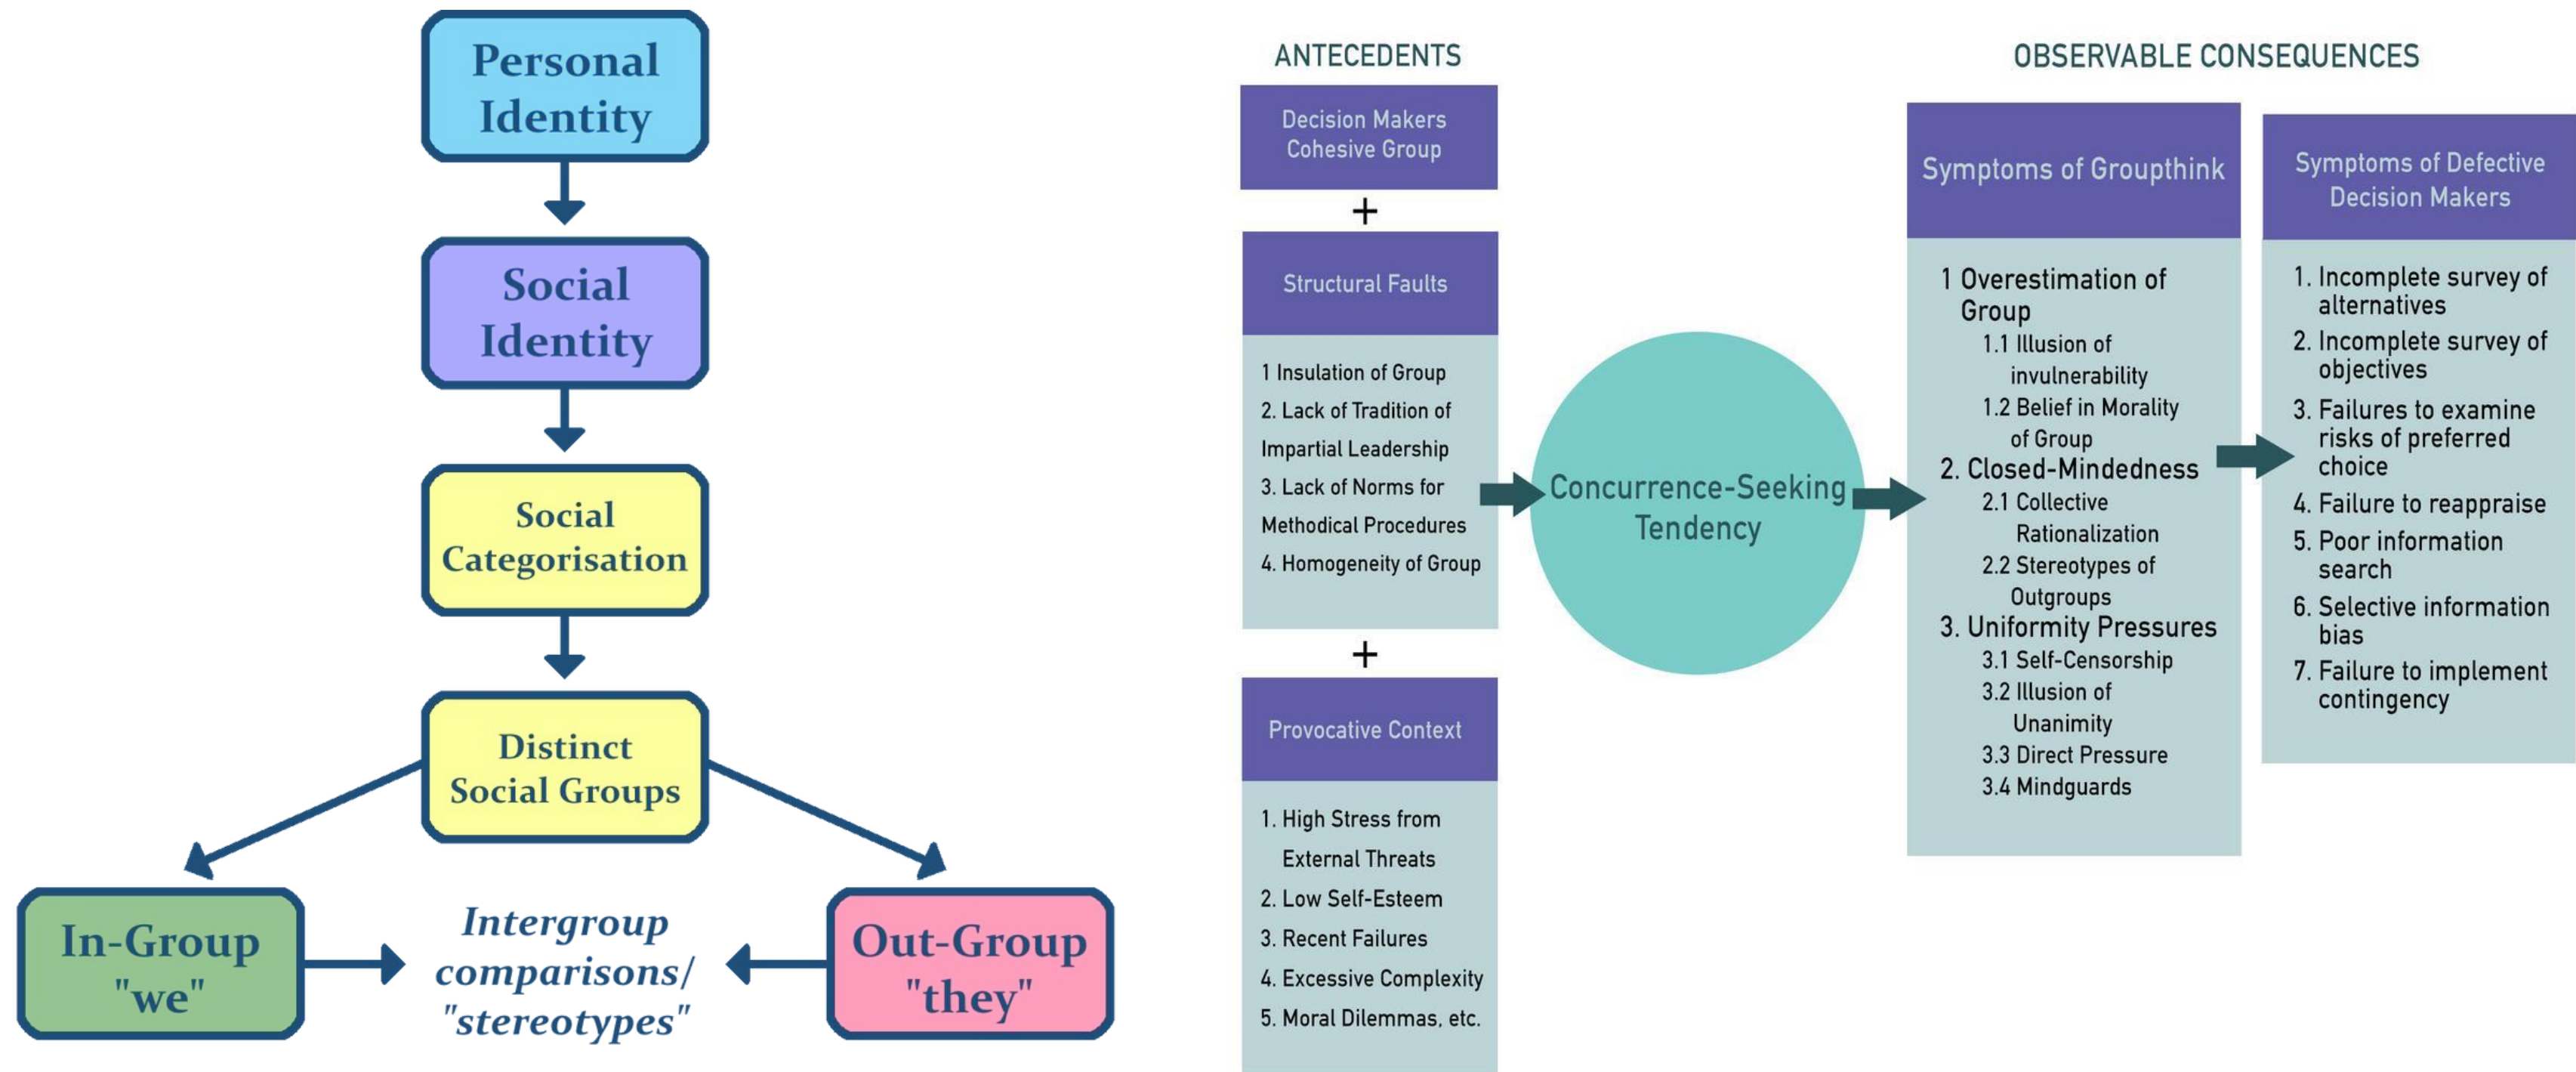 Personal
Identity
Social
Identity
Social
Categorisation
Distinct
Social Groups
In-Group
"we"
Intergroup
comparisons/
"stereotypes"
Out-Group
"they"
ANTECEDENTS
Decision Makers
Cohesive Group
+
Structural Faults
1 Insulation of Group
2. Lack of Tradition of
Impartial Leadership
3. Lack of Norms for
Methodical Procedures
4. Homogeneity of Group
+
Provocative Context
1. High Stress from
External Threats
2. Low Self-Esteem
3. Recent Failures
4. Excessive Complexity
5. Moral Dilemmas, etc.
Concurrence-Seeking
Tendency
OBSERVABLE CONSEQUENCES
Symptoms of Groupthink
1 Overestimation of
Group
1.1 Illusion of
invulnerability
1.2 Belief in Morality
of Group
2. Closed-Mindedness
2.1 Collective
Rationalization
2.2 Stereotypes of
Outgroups
3. Uniformity Pressures
3.1 Self-Censorship
3.2 Illusion of
Unanimity
3.3 Direct Pressure
3.4 Mindguards
Symptoms of Defective
Decision Makers
1. Incomplete survey of
alternatives
2. Incomplete survey of
objectives
3. Failures to examine
risks of preferred
choice
4. Failure to reappraise
5. Poor information
search
6. Selective information
bias
7. Failure to implement
contingency